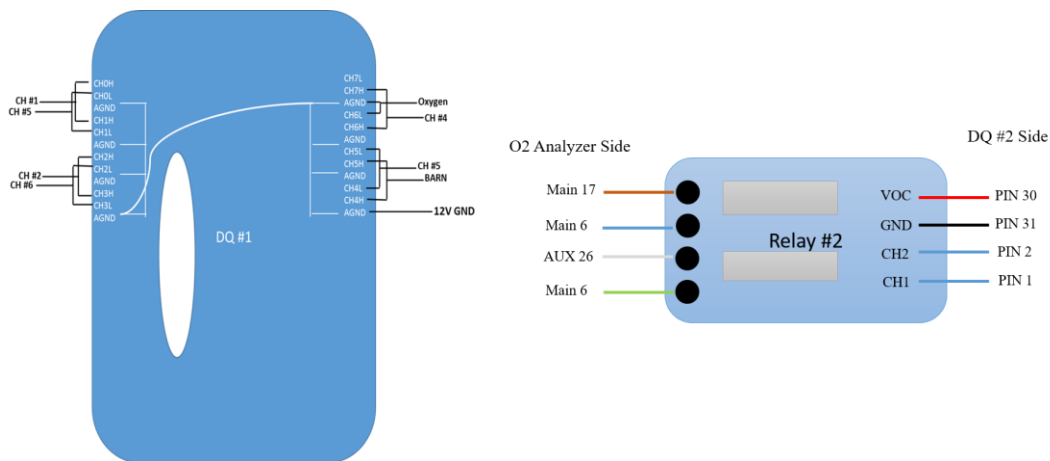 CH0H
CH0L
AGND
CH1H
CH1L
AGND
CH2H
CH2L
AGND
CH3H
CH3L
AGND
CH #1
CH #5
CH #2
CH #6
DQ #1
CH7L
CH7H
AGND
CH6L
CH6H
AGND
CH5L
CH5H
AGND
CH4L
CH4H
AGND
Oxygen
CH #4
CH #5
BARN
12V GND
O2 Analyzer Side
Main 17
Main 6
AUX 26
Main 6
Relay #2
DQ #2 Side
VOC
GND
CH2
CH1
PIN 30
PIN 31
PIN 2
PIN 1